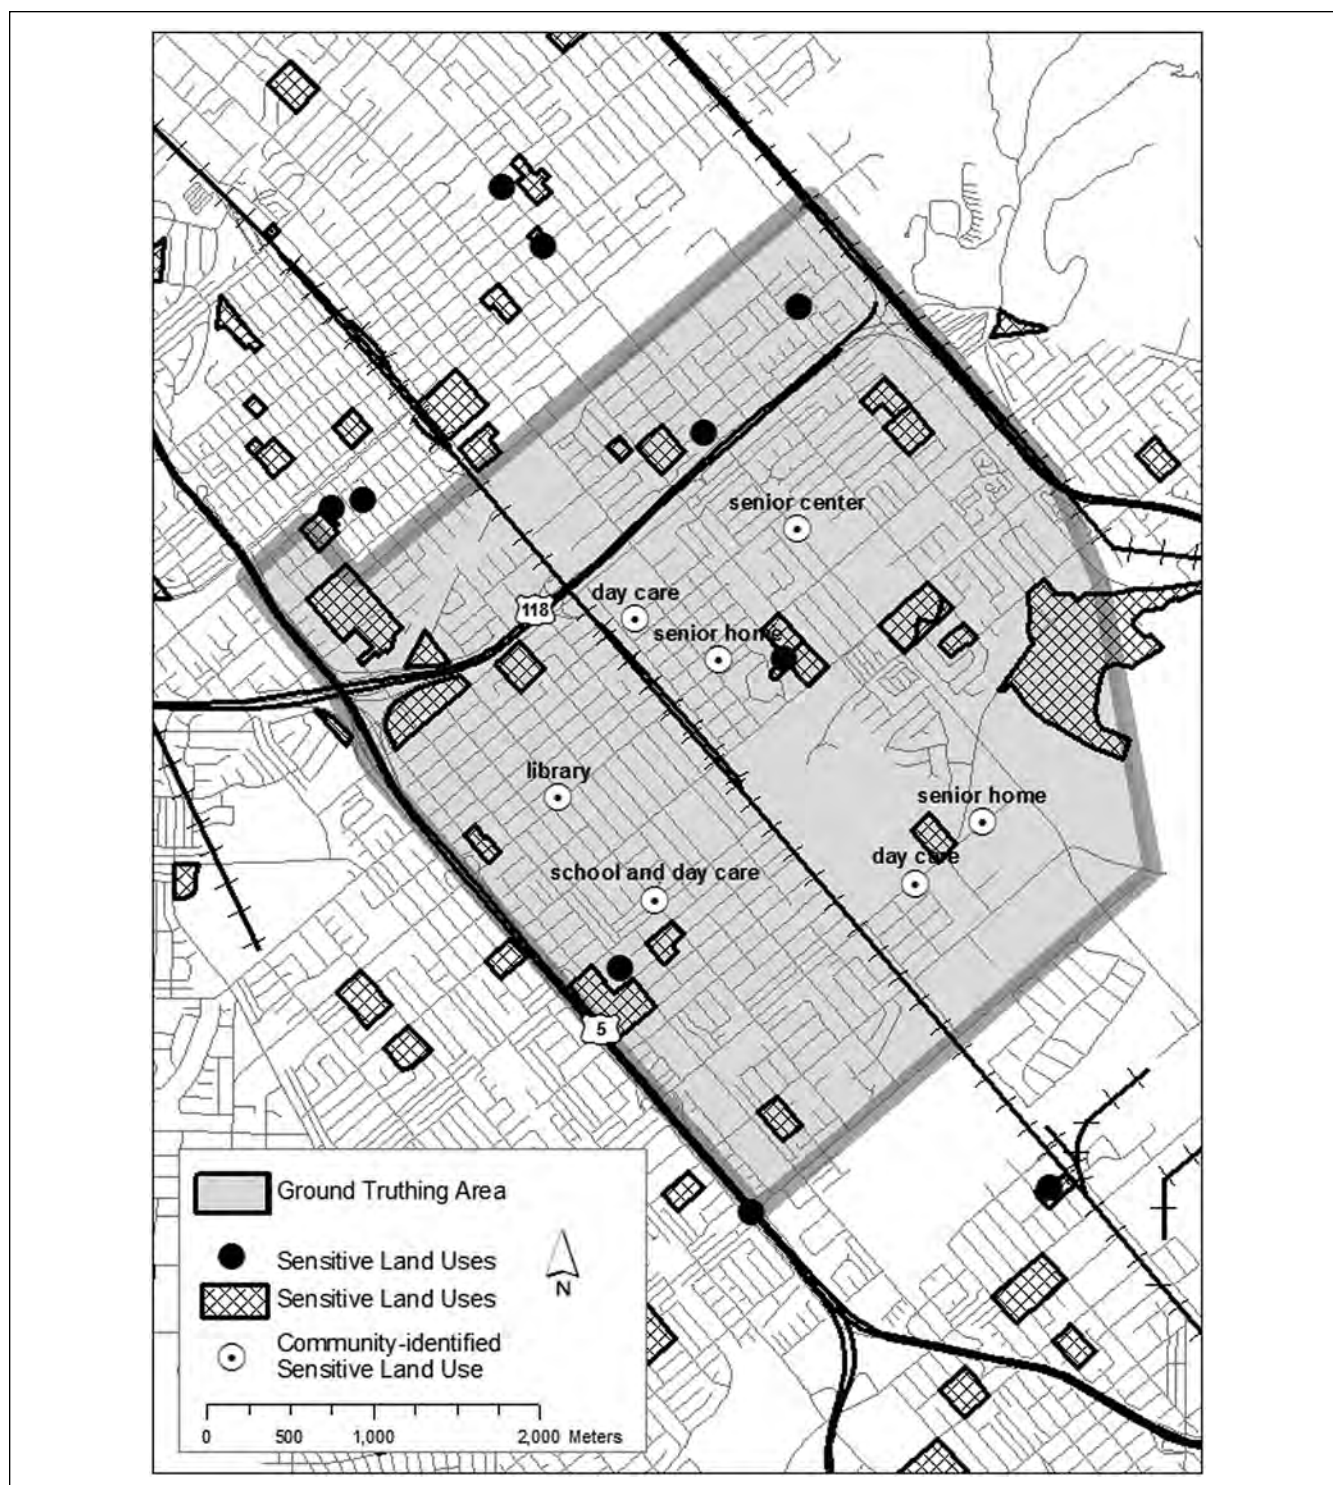 senior center
day care
118
senior home
library
senior home
day care
school and day care
5
Ground Truthing Area
Sensitive Land Uses
N
Sensitive Land Uses
Community-identified
Sensitive Land Use
0 500 1,000 2,000 Meters